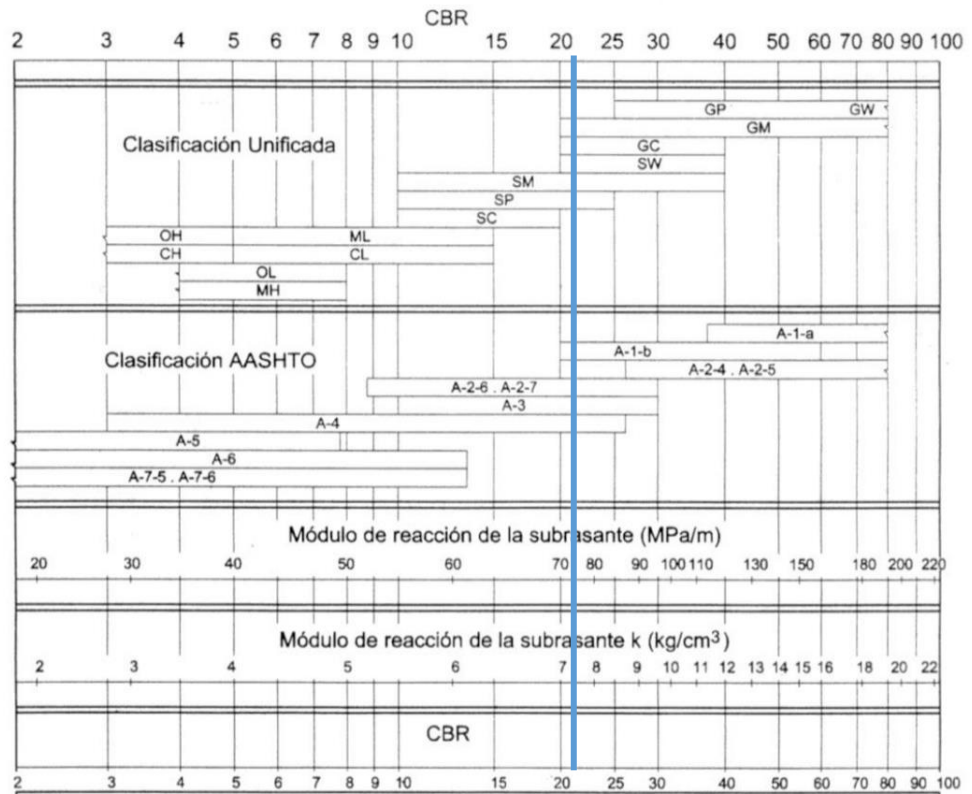 CBR
2 3 4 5 6 7 8 9 10 15 20 25 30 40 50 60 70 80 90 100
GP GW
GM
Clasificación Unificada
GC
SW
SM
SP
SC
OH ML
CH CL
OL
MH
A-1-a
A-1-b
Clasificación AASHTO
A-2-4 . A-2-5
A-2-6 . A-2-7
A-3
A-4
A-5
A-6
A-7-5 . A-7-6
Módulo de reacción de la subrasante (MPa/m)
20 30 40 50 60 70 80 90 100 110 130 150 180 200 220
Módulo de reacción de la subrasante k (kg/cm³)
2 3 4 5 6 7 8 9 10 11 12 13 14 15 16 18 20 22
CBR
2 3 4 5 6 7 8 9 10 15 20 25 30 40 50 60 70 80 90 100